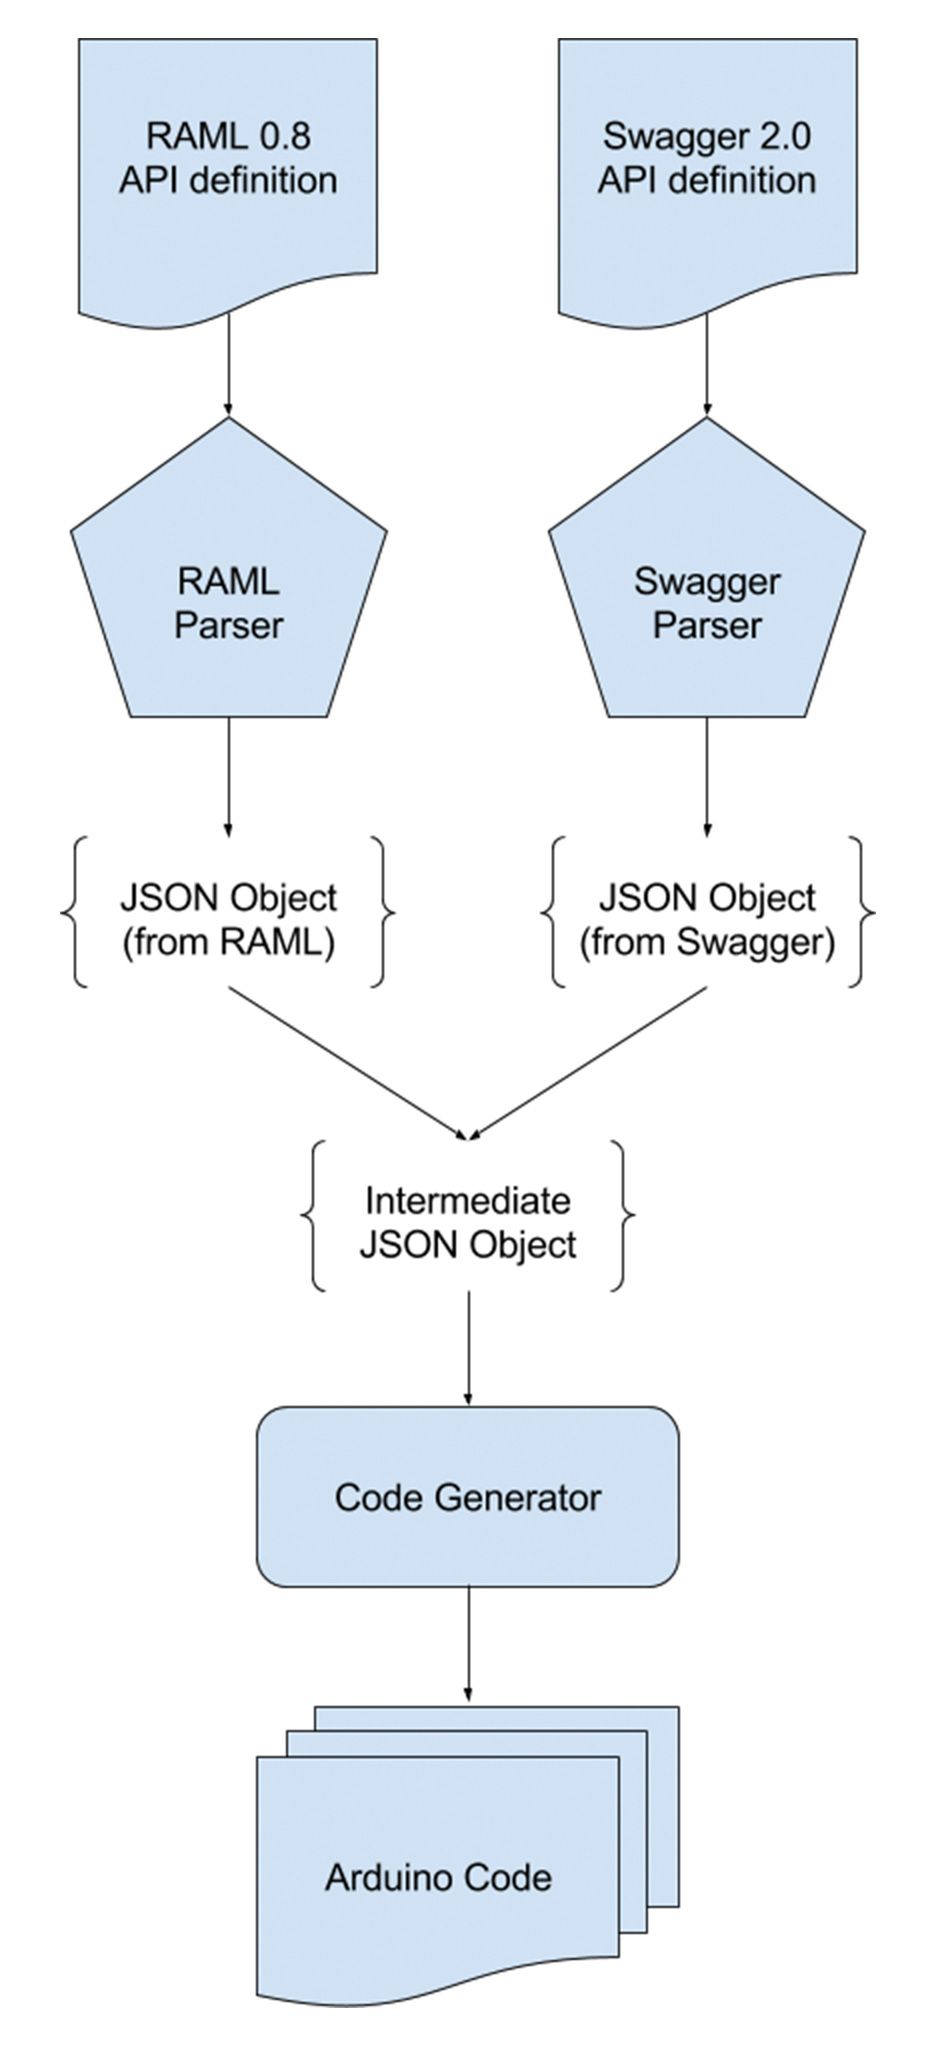 RAML 0.8
API definition
Swagger 2.0
API definition
RAML
Parser
Swagger
Parser
JSON Object
(from RAML)
JSON Object
(from Swagger)
Intermediate
JSON Object
Code Generator
Arduino Code